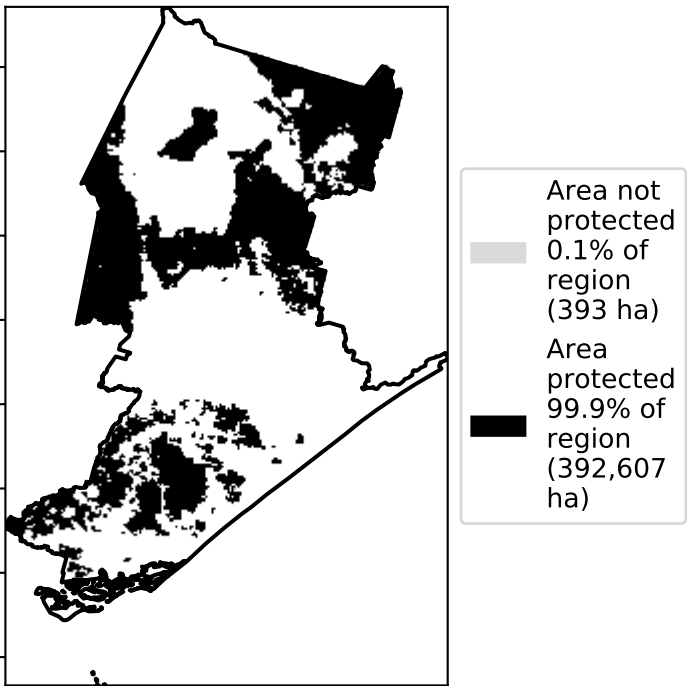 Area not
protected
0.1% of
region
(393 ha)
Area
protected
99.9% of
region
(392,607
ha)